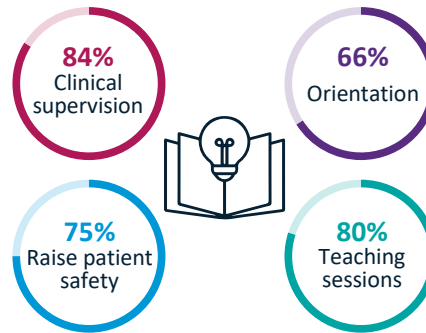 84%
Clinical
supervision
66%
Orientation
75%
Raise patient
safety
80%
Teaching
sessions